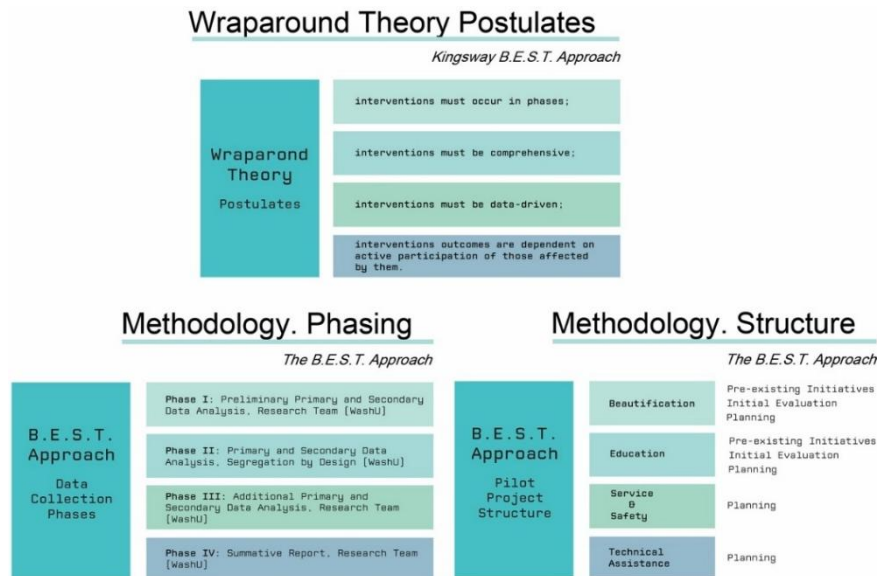 Wraparound Theory Postulates
Kingsway B.E.S.T. Approach
Wraparond
Theory
Postulates
interventions must occur in phases;
interventions must be comprehensive;
interventions must be data-driven;
interventions outcomes are dependent on
active participation of those affected
by them.
Methodology. Phasing
The B.E.S.T. Approach
B.E.S.T.
Approach
Data
Collection
Phases
Phase I: Preliminary Primary and Secondary
Data Analysis, Research Team [WashU]
Phase II: Primary and Secondary Data
Analysis, Segregation by Design [WashU]
Phase III: Additional Primary and
Secondary Data Analysis, Research Team
[WashU]
Phase IV: Summative Report, Research Team
[WashU]
Methodology. Structure
The B.E.S.T. Approach
B.E.S.T.
Approach
Pilot
Project
Structure
Beautification
Pre-existing Initiatives
Initial Evaluation
Planning
Education
Pre-existing Initiatives
Initial Evaluation
Planning
Service
&
Safety
Planning
Technical
Assistance
Planning